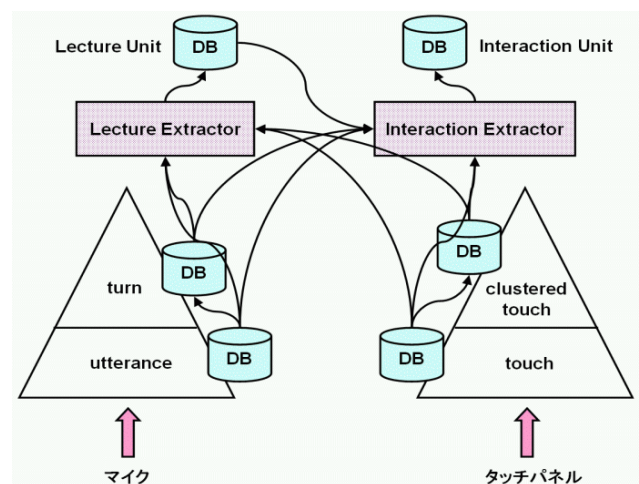 Lecture Unit
DB
DB
Interaction Unit
Lecture Extractor
Interaction Extractor
DB
DB
turn
clustered
touch
utterance
DB
DB
touch
マイク
タッチパネル